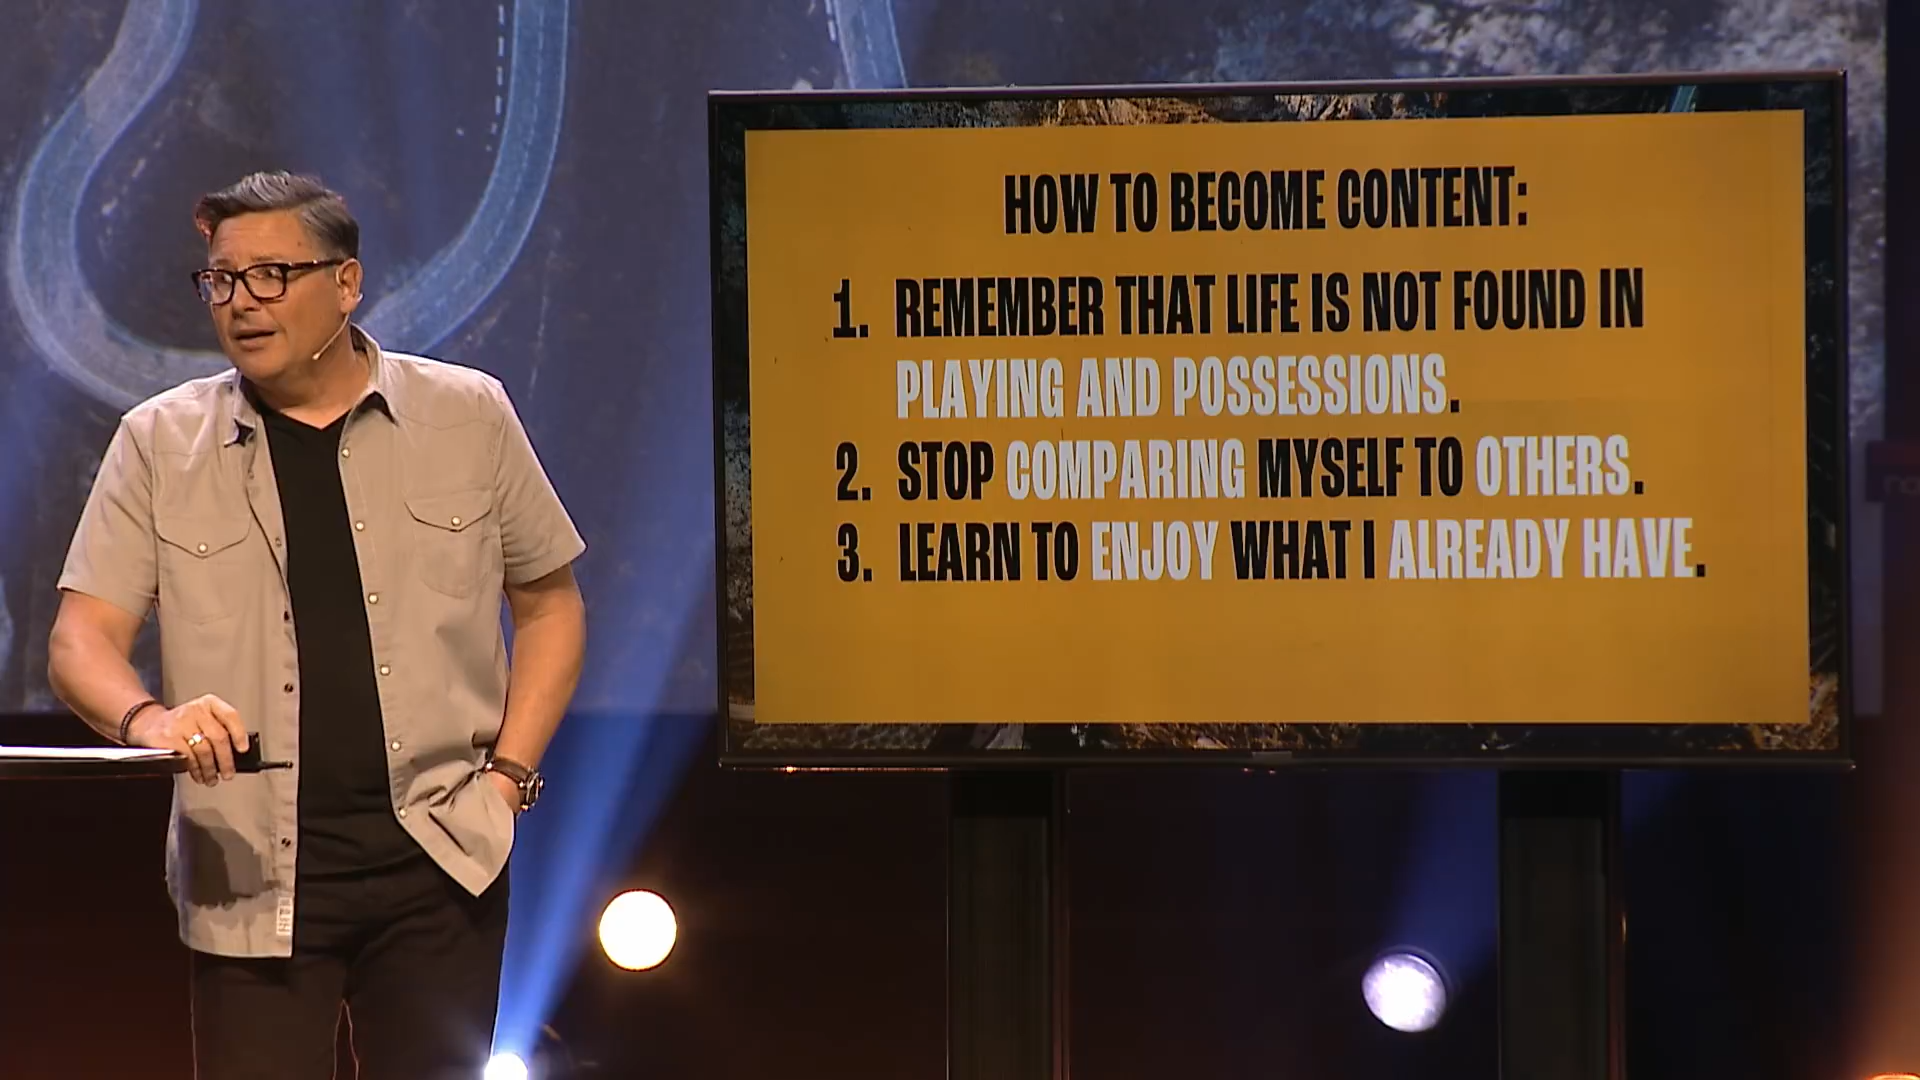 HOW TO BECOME CONTENT:
1. REMEMBER THAT LIFE IS NOT FOUND IN
PLAYING AND POSSESSIONS.
2. STOP COMPARING MYSELF TO OTHERS.
3. LEARN TO ENJOY WHAT I ALREADY HAVE.